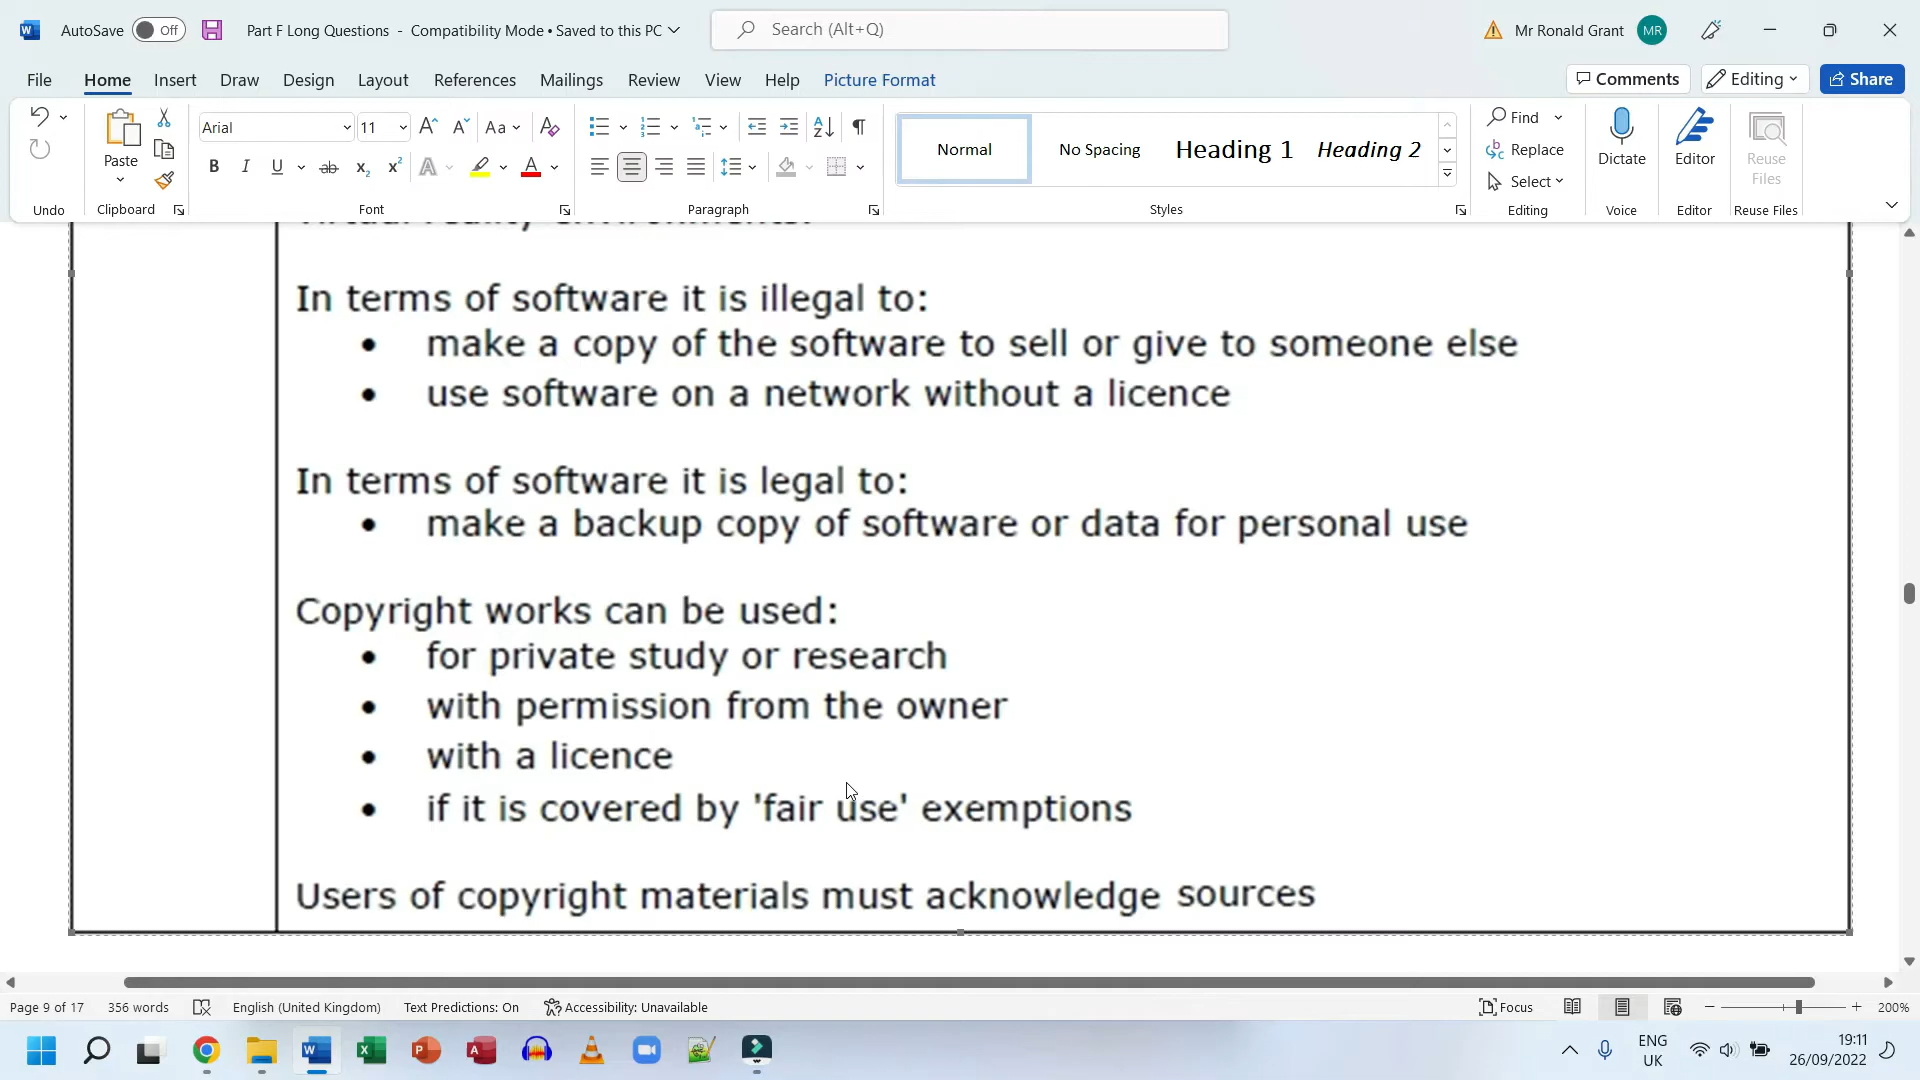 AutoSave Off Part F Long Questions - Compatibility Mode • Saved to this PC Search (Alt+Q) Mr Ronald Grant MR
File Home Insert Draw Design Layout References Mailings Review View Help Picture Format Comments Editing Share
Arial 11 Aa
Paste
Normal No Spacing Heading 1 Heading 2
Find
Replace
Select
Dictate
Editor
Reuse Files
Undo Clipboard Font Paragraph Styles Editing Voice Editor Reuse Files
virtual reality environments.
In terms of software it is illegal to:
• make a copy of the software to sell or give to someone else
• use software on a network without a licence
In terms of software it is legal to:
• make a backup copy of software or data for personal use
Copyright works can be used:
• for private study or research
• with permission from the owner
• with a licence
• if it is covered by 'fair use' exemptions
Users of copyright materials must acknowledge sources
Page 9 of 17 356 words English (United Kingdom) Text Predictions: On Accessibility: Unavailable Focus 200%
ENG
UK
19:11
26/09/2022